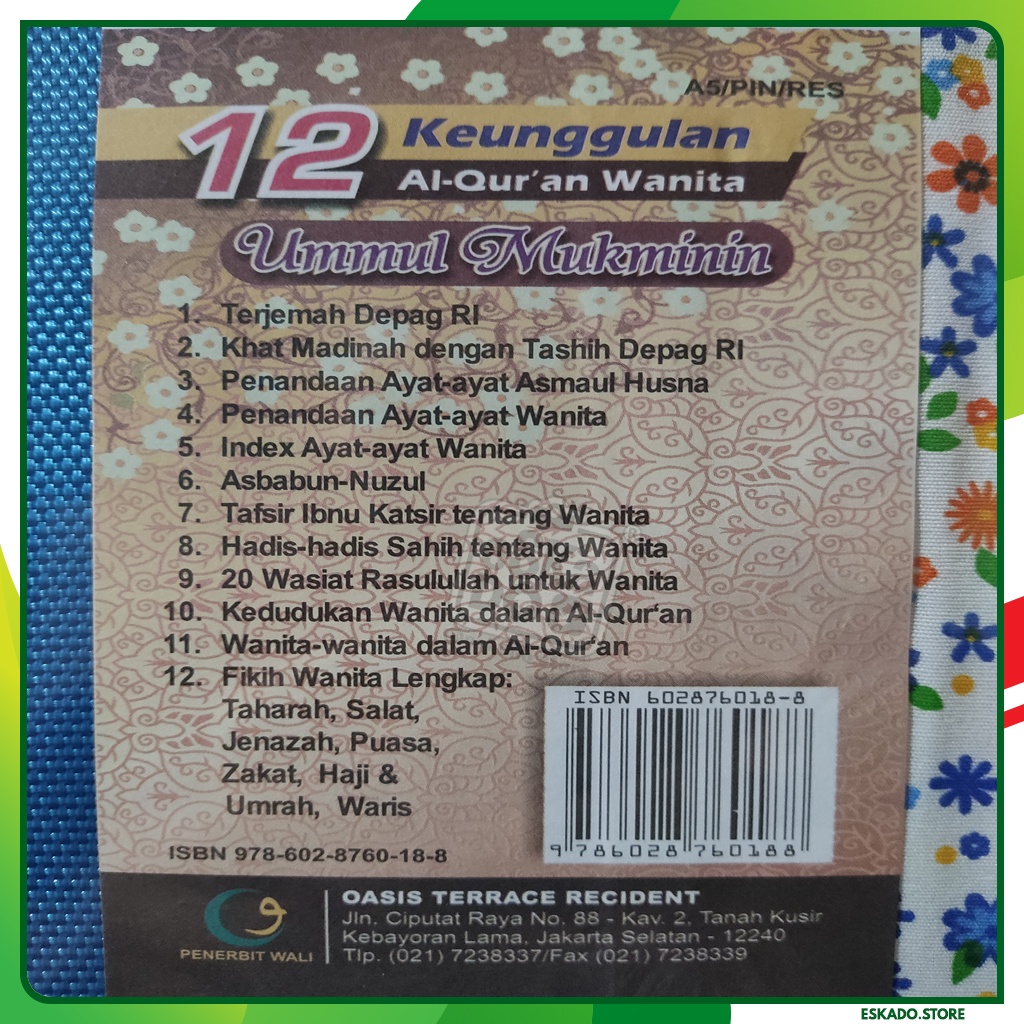 A5/PIN/RES
12 Keunggulan
Al-Qur'an Wanita
Ummul Mukminin
1. Terjemah Depag RI
2. Khat Madinah dengan Tashih Depag RI
3. Penandaan Ayat-ayat Asmaul Husna
4. Penandaan Ayat-ayat Wanita
5. Index Ayat-ayat Wanita
6. Asbabun-Nuzul
7. Tafsir Ibnu Katsir tentang Wanita
8. Hadis-hadis Sahih tentang Wanita
9. 20 Wasiat Rasulullah untuk Wanita
10. Kedudukan Wanita dalam Al-Qur‘an
11. Wanita-wanita dalam Al-Qur‘an
12. Fikih Wanita Lengkap:
Taharah, Salat,
Jenazah, Puasa,
Zakat, Haji &
Umrah, Waris
ISBN 978-602-8760-18-8
ISBN 602876018-8
9 786028 760188
PENERBIT WALI
OASIS TERRACE RECIDENT
Jln. Ciputat Raya No. 88 - Kav. 2, Tanah Kusir
Kebayoran Lama, Jakarta Selatan - 12240
Tlp. (021) 7238337/Fax (021) 7238339
ESKADO.STORE